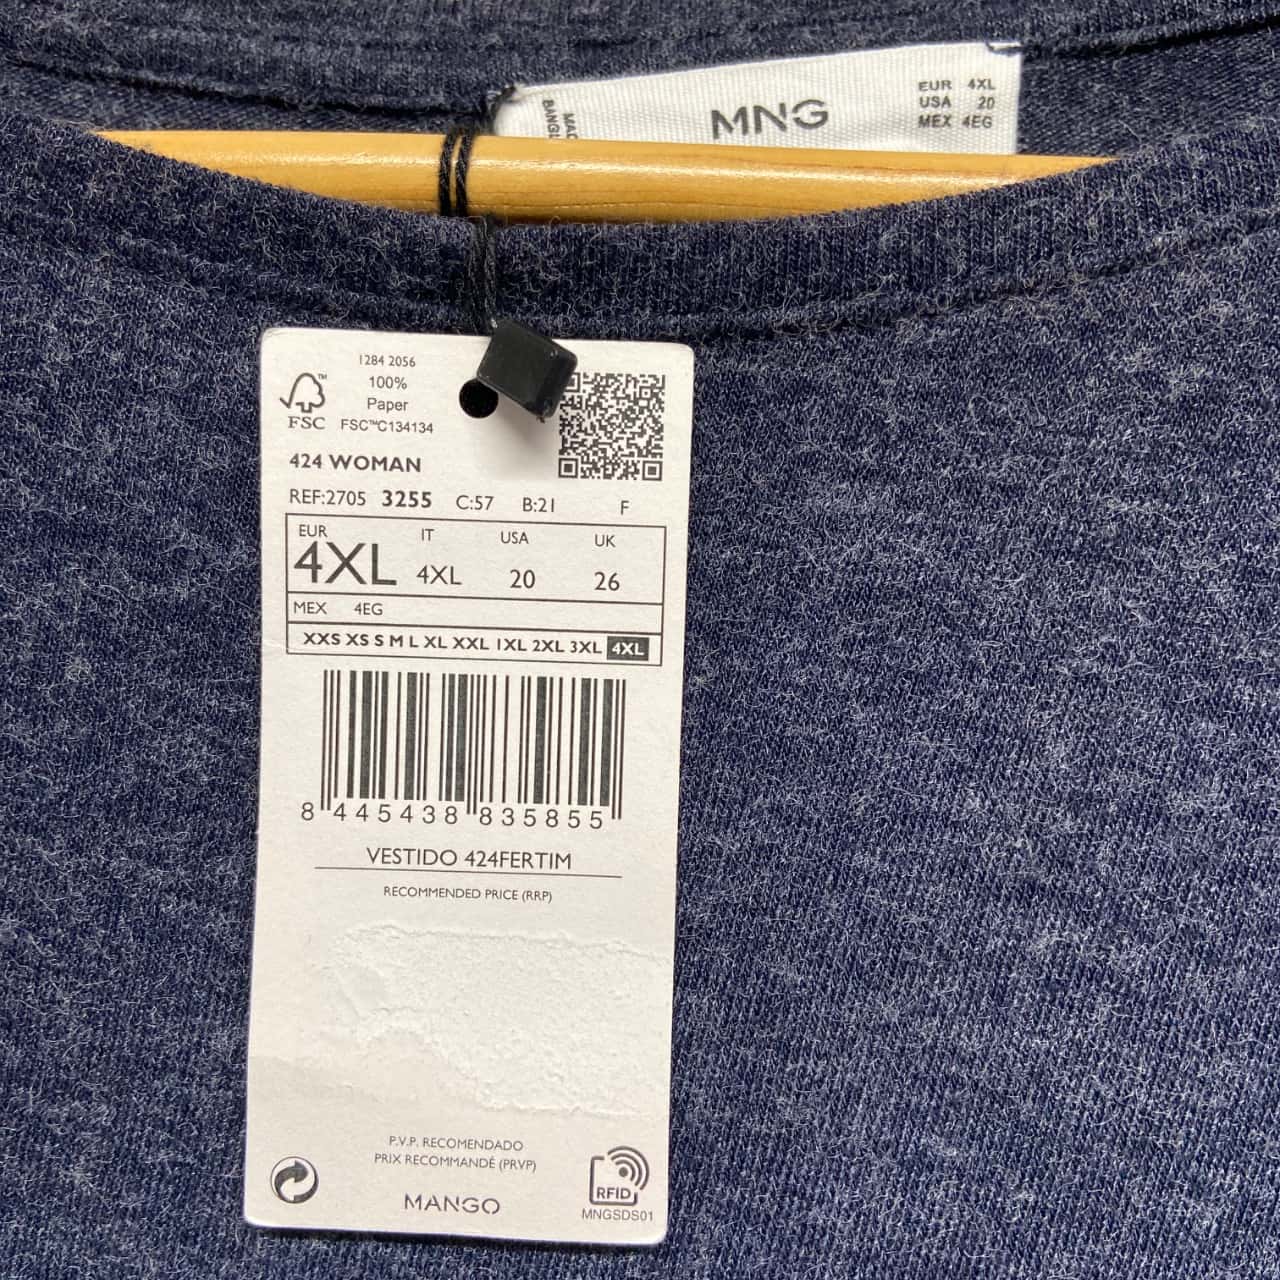 MNG
EUR 4XL
USA 20
MEX 4EG
1284 2056
100%
Paper
FSC™C134134
FSC
424 WOMAN
REF:2705 3255 C:57 B:21 F
EUR IT USA UK
4XL 4XL 20 26
MEX 4EG
XXS XS S M L XL XXL 1XL 2XL 3XL 4XL
8 445438 835855
VESTIDO 424FERTIM
RECOMMENDED PRICE (RRP)
P.V.P. RECOMENDADO
PRIX RECOMMANDÉ (PRVP)
MANGO
RFID
MNGSDS01